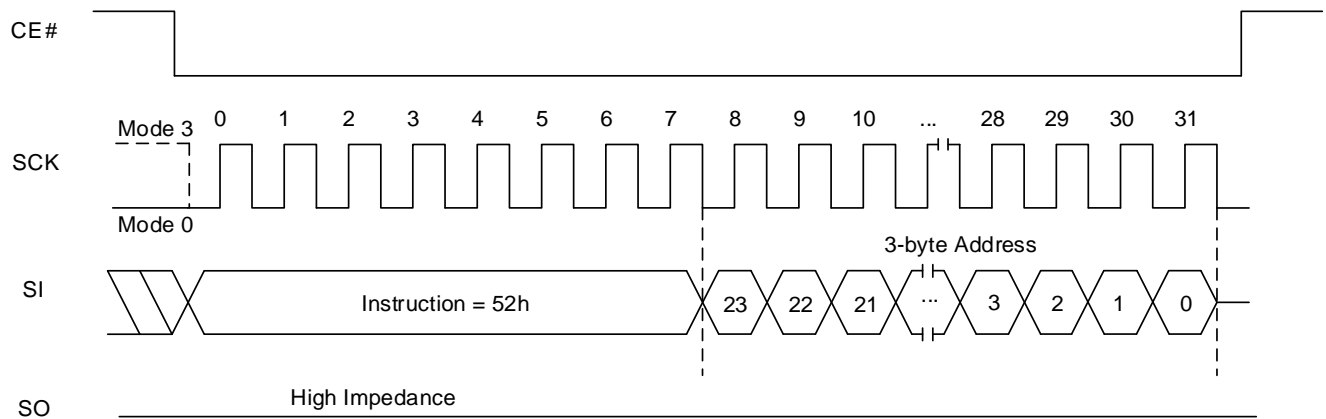 CE#
0 1 2 3 4 5 6 7 8 9 10 ... 28 29 30 31
Mode 3
SCK
Mode 0
3-byte Address
SI
Instruction = 52h 23 22 21 ... 3 2 1 0
High Impedance
SO